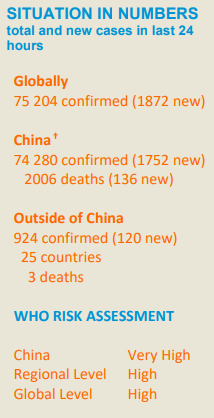 SITUATION IN NUMBERS
total and new cases in last 24
hours
Globally
75 204 confirmed (1872 new)
China †
74 280 confirmed (1752 new)
2006 deaths (136 new)
Outside of China
924 confirmed (120 new)
25 countries
3 deaths
WHO RISK ASSESSMENT
China Very High
Regional Level High
Global Level High